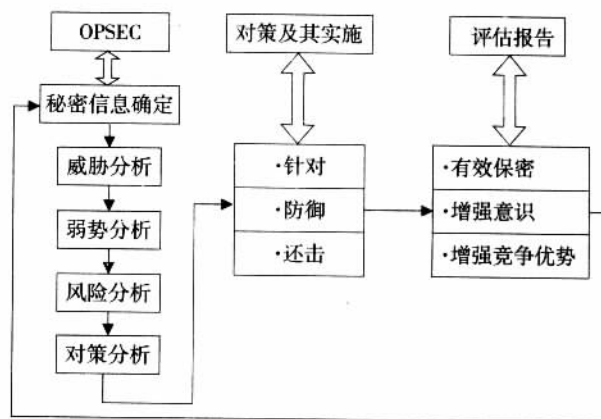 OPSEC
秘密信息确定
威胁分析
弱势分析
风险分析
对策分析
对策及其实施
·针对
·防御
·还击
评估报告
·有效保密
·增强意识
·增强竞争优势